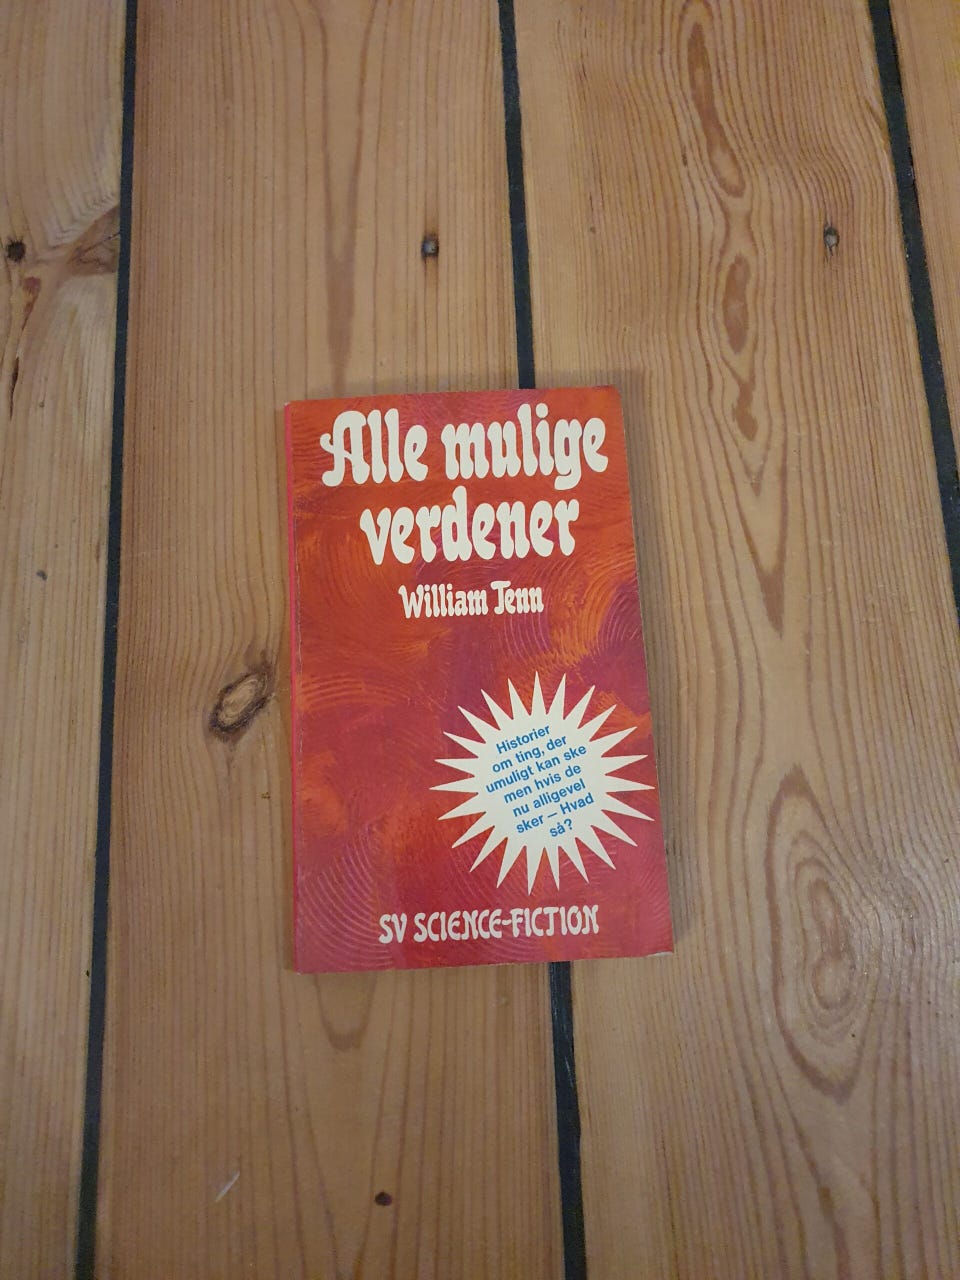 Alle mulige
verdener
William Tenn
Historier
om ting, der
umuligt kan ske
men hvis de
nu alligevel
sker — Hvad
så?
SV SCIENCE-FICTION